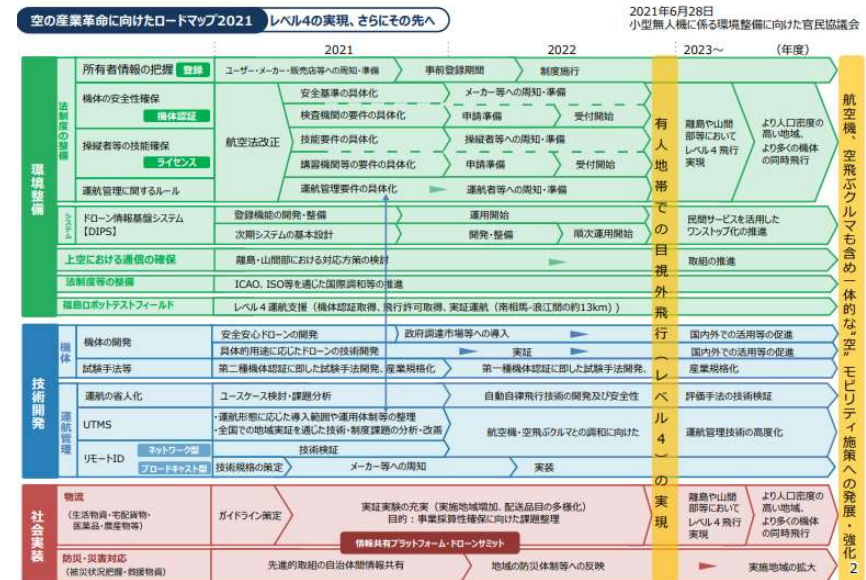 空の産業革命に向けたロードマップ2021
レベル4の実現、さらにその先へ
2021年6月28日
小型無人機に係る環境整備に向けた官民協議会
2021
2022
2023～
(年度)
環境整備
法制度の整備
所有者情報の把握 登録
ユーザー・メーカー・販売店等への周知・準備
事前登録期間
制度施行
機体の安全性確保
機体認証
操縦者等の技能確保
ライセンス
運航管理に関するルール
航空法改正
安全基準の具体化
メーカー等への周知・準備
検査機関の要件の具体化
申請準備
受付開始
技能要件の具体化
操縦者等への周知・準備
講習機関等の要件の具体化
申請準備
受付開始
運航管理要件の具体化
運航者等への周知・準備
離島や山間
部等において
レベル4飛行
実現
より人口密度の
高い地域、
より多くの機体
の同時飛行
システム
ドローン情報基盤システム
【DIPS】
登録機能の開発・整備
運用開始
次期システムの基本設計
開発・整備
順次運用開始
民間サービスを活用した
ワンストップ化の推進
上空における通信の確保
離島・山間部における対応方策の検討
取組の推進
法制度等の整備
ICAO、ISO等を通じた国際調和等の推進
福島ロボットテストフィールド
レベル4運航支援(機体認証取得、飛行許可取得、実証運航(南相馬-浪江間の約13km))
技術開発
機体
機体の開発
安全安心ドローンの開発
政府調達市場等への導入
国内外での活用等の促進
具体的用途に応じたドローンの技術開発
実証
国内外での活用等の促進
試験手法等
第二種機体認証に即した試験手法開発、産業規格化
第一種機体認証に即した試験手法開発、
産業規格化
運航管理
運航の省人化
ユースケース検討・課題分析
自動自律飛行技術の開発及び安全性
評価手法の技術検証
UTMS
・運航形態に応じた導入範囲や運用体制等の整理
・全国での地域実証を通じた技術・制度課題の分析・改善
航空機・空飛ぶクルマとの調和に向けた
運航管理技術の高度化
リモートID
ネットワーク型
技術検証
ブロードキャスト型
技術規格の策定
メーカー等への周知
実装
社会実装
物流
(生活物資・宅配貨物・
医薬品・農産物等)
ガイドライン策定
実証実験の充実(実施地域増加、配送品目の多様化)
目的:事業採算性確保に向けた課題整理
離島や山間
部等において
レベル4飛行
実現
より人口密度の
高い地域、
より多くの機体
の同時飛行
情報共有プラットフォーム・ドローンサミット
防災・災害対応
(被災状況把握・救援物資)
先進的取組の自治体間情報共有
地域の防災体制等への反映
実施地域の拡大
有人地帯での目視外飛行(レベル4)の実現
航空機、空飛ぶクルマも含め一体的な"空"モビリティ施策への発展・強化
2